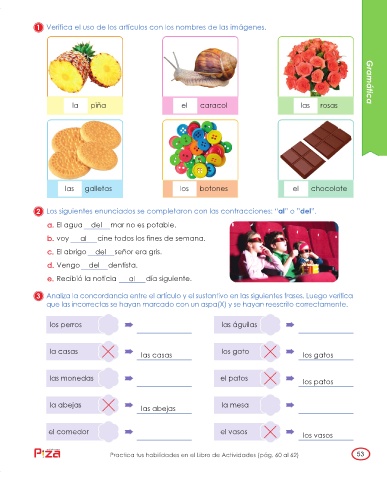 1 Verifica el uso de los artículos con los nombres de las imágenes.
Gramática
la piña
el caracol
las rosas
las galletas
los botones
el chocolate
2 Los siguientes enunciados se completaron con las contracciones: "al" o "del".
a. El agua del mar no es potable.
b. voy al cine todos los fines de semana.
c. El abrigo del señor era gris.
d. Vengo del dentista.
e. Recibió la noticia al día siguiente.
3 Analiza la concordancia entre el artículo y el sustantivo en las siguientes frases. Luego verifica
que las incorrectas se hayan marcado con un aspa(X) y se hayan reescrito correctamente.
los perros
las águilas
la casas
las casas
los gato
los gatos
las monedas
el patos
los patos
la abejas
las abejas
la mesa
el comedor
el vasos
los vasos
Piza
Practica tus habilidades en el Libro de Actividades (pág. 60 al 62)
53